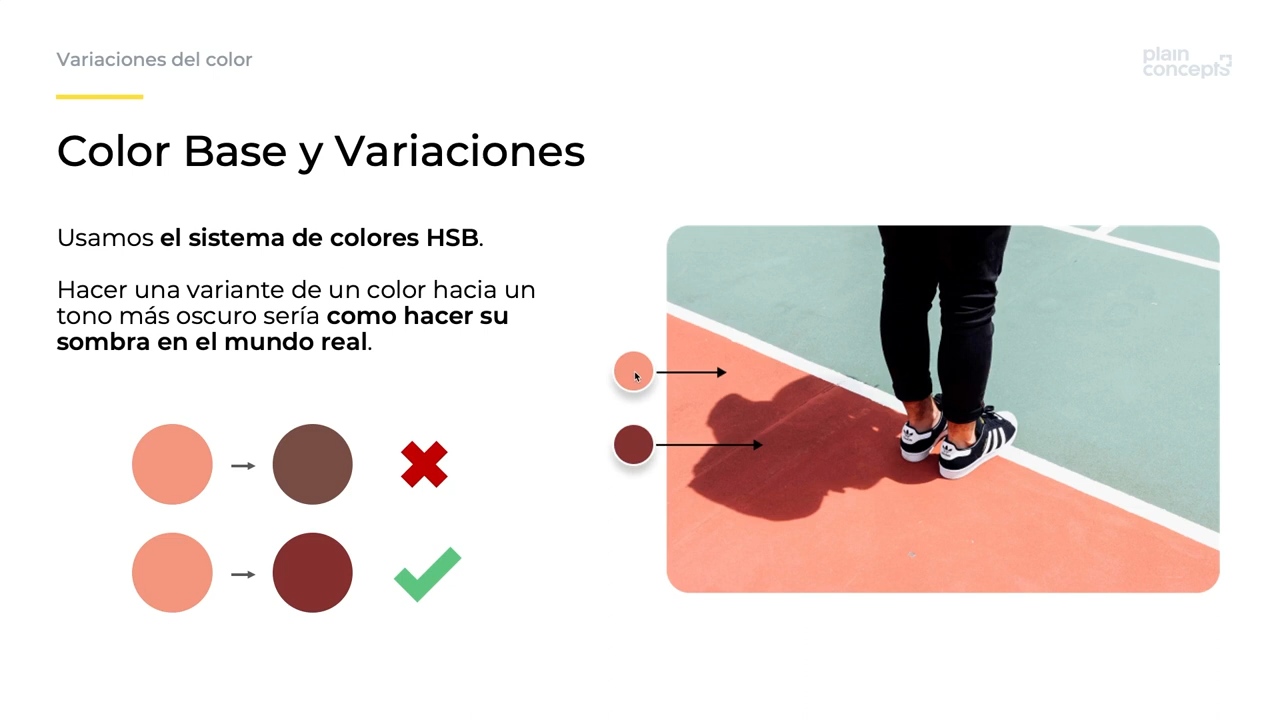 Variaciones del color
plain
concepts
Color Base y Variaciones
Usamos el sistema de colores HSB.
Hacer una variante de un color hacia un
tono más oscuro sería como hacer su
sombra en el mundo real.